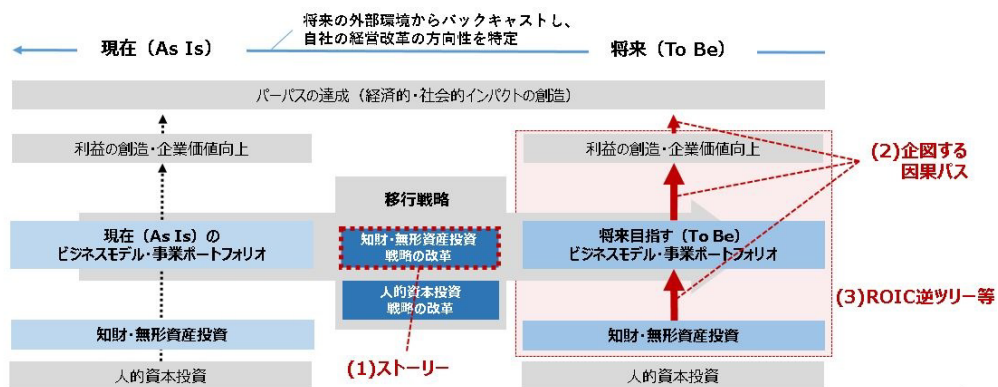 将来の外部環境からバックキャストし、
自社の経営改革の方向性を特定
現在（As Is）
将来（To Be）
パーパスの達成（経済的・社会的インパクトの創造）
利益の創造・企業価値向上
利益の創造・企業価値向上
(2)企図する
因果パス
移行戦略
現在（As Is）の
ビジネスモデル・事業ポートフォリオ
知財・無形資産投資
戦略の改革
将来目指す（To Be）
ビジネスモデル・事業ポートフォリオ
人的資本投資
戦略の改革
(3)ROIC逆ツリー等
知財・無形資産投資
知財・無形資産投資
(1)ストーリー
人的資本投資
人的資本投資